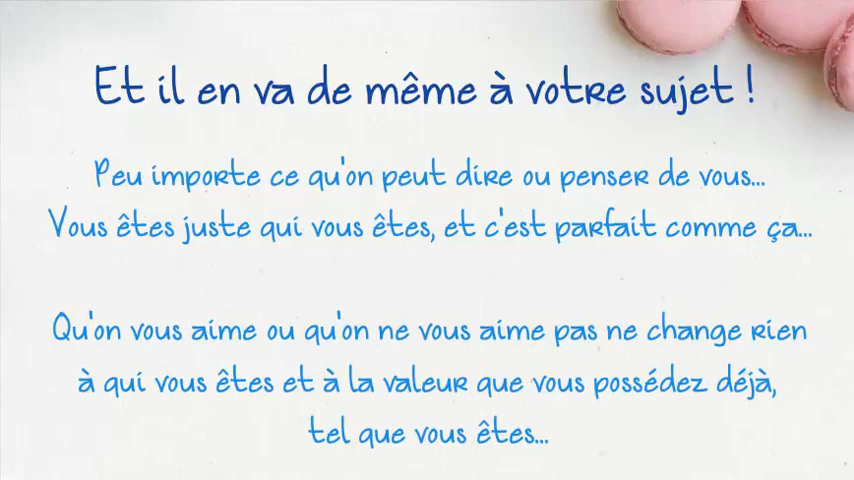 Et il en va de même à votre sujet !
Peu importe ce qu'on peut dire ou penser de vous...
Vous êtes juste qui vous êtes, et c'est parfait comme ça...
Qu'on vous aime ou qu'on ne vous aime pas ne change rien
à qui vous êtes et à la valeur que vous possédez déjà,
tel que vous êtes...